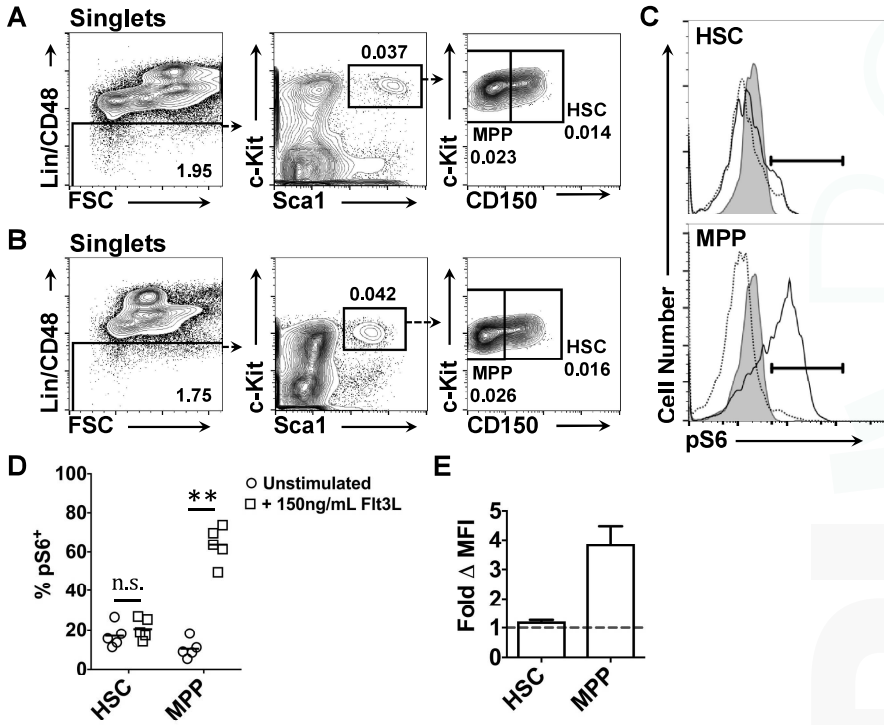 A
Singlets
Lin/CD48
1.95
FSC
c-Kit
0.037
Sca1
c-Kit
MPP
0.023
HSC
0.014
CD150
B
Singlets
Lin/CD48
1.75
FSC
c-Kit
0.042
Sca1
c-Kit
MPP
0.026
HSC
0.016
CD150
C
HSC
MPP
Cell Number
pS6
D
Unstimulated
+ 150ng/mL Flt3L
% pS6+
100
80
60
40
20
0
n.s.
**
HSC
MPP
E
Fold Δ MFI
5
4
3
2
1
0
HSC
MPP